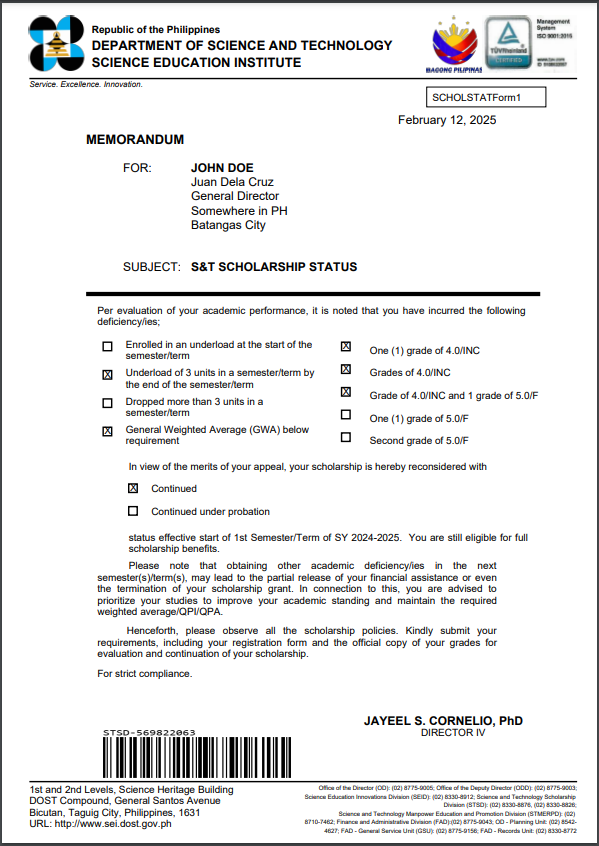 Republic of the Philippines
DEPARTMENT OF SCIENCE AND TECHNOLOGY
SCIENCE EDUCATION INSTITUTE
Service. Excellence. Innovation.
BAGONG PILIPINAS
TÜVRheinland
CERTIFIED
Management
System
ISO 9001:2015
www.tuv.com
SCHOLSTATForm1
February 12, 2025
MEMORANDUM
FOR: JOHN DOE
Juan Dela Cruz
General Director
Somewhere in PH
Batangas City
SUBJECT: S&T SCHOLARSHIP STATUS
Per evaluation of your academic performance, it is noted that you have incurred the following
deficiency/ies;
Enrolled in an underload at the start of the
semester/term
X Underload of 3 units in a semester/term by
the end of the semester/term
Dropped more than 3 units in a
semester/term
X General Weighted Average (GWA) below
requirement
X One (1) grade of 4.0/INC
X Grades of 4.0/INC
X Grade of 4.0/INC and 1 grade of 5.0/F
One (1) grade of 5.0/F
Second grade of 5.0/F
In view of the merits of your appeal, your scholarship is hereby reconsidered with
X Continued
Continued under probation
status effective start of 1st Semester/Term of SY 2024-2025. You are still eligible for full
scholarship benefits.
Please note that obtaining other academic deficiency/ies in the next
semester(s)/term(s), may lead to the partial release of your financial assistance or even
the termination of your scholarship grant. In connection to this, you are advised to
prioritize your studies to improve your academic standing and maintain the required
weighted average/QPI/QPA.
Henceforth, please observe all the scholarship policies. Kindly submit your
requirements, including your registration form and the official copy of your grades for
evaluation and continuation of your scholarship.
For strict compliance.
JAYEEL S. CORNELIO, PhD
DIRECTOR IV
STSD-569822063
1st and 2nd Levels, Science Heritage Building
DOST Compound, General Santos Avenue
Bicutan, Taguig City, Philippines, 1631
URL: http://www.sei.dost.gov.ph
Office of the Director (OD): (02) 8775-9005; Office of the Deputy Director (ODD): (02) 8775-9003;
Science Education Innovations Division (SEID): (02) 8330-8912; Science and Technology Scholarship
Division (STSD): (02) 8330-8876, (02) 8330-8826;
Science and Technology Manpower Education and Promotion Division (STMERPD): (02)
8710-7462; Finance and Administrative Division (FAD):(02) 8775-9043; OD - Planning Unit: (02) 8542-
4627; FAD - General Service Unit (GSU): (02) 8775-9156; FAD - Records Unit: (02) 8330-8772